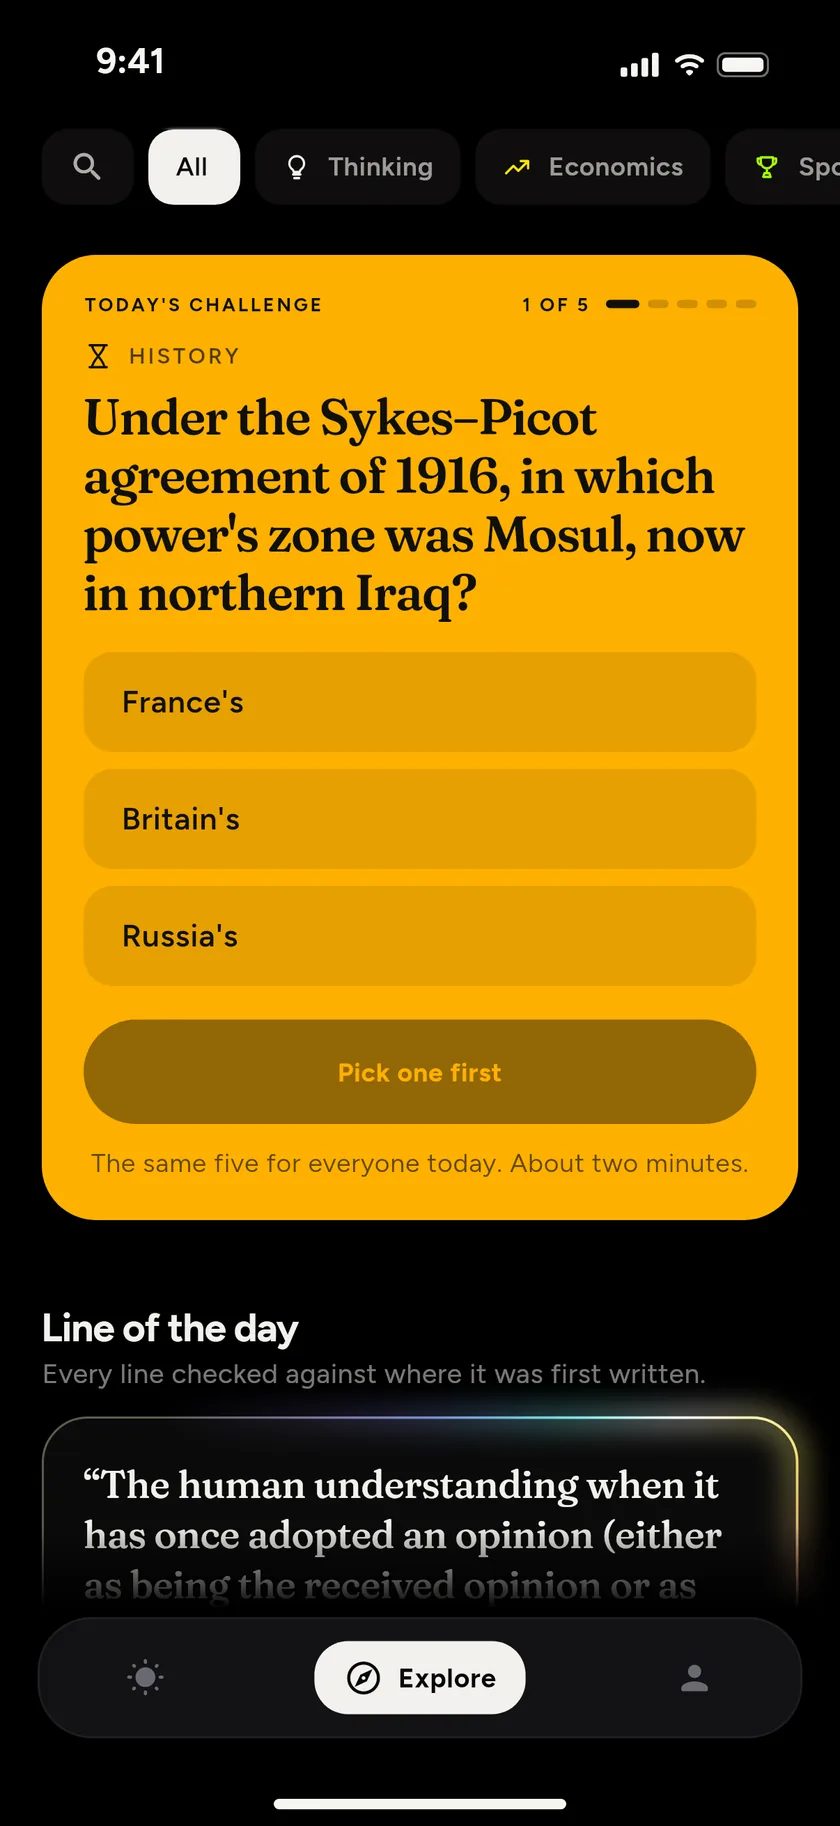 9:41
All
Thinking
Economics
Spo
TODAY'S CHALLENGE
1 OF 5
HISTORY
Under the Sykes–Picot
agreement of 1916, in which
power's zone was Mosul, now
in northern Iraq?
France's
Britain's
Russia's
Pick one first
The same five for everyone today. About two minutes.
Line of the day
Every line checked against where it was first written.
“The human understanding when it
has once adopted an opinion (either
as being the received opinion or as
Explore